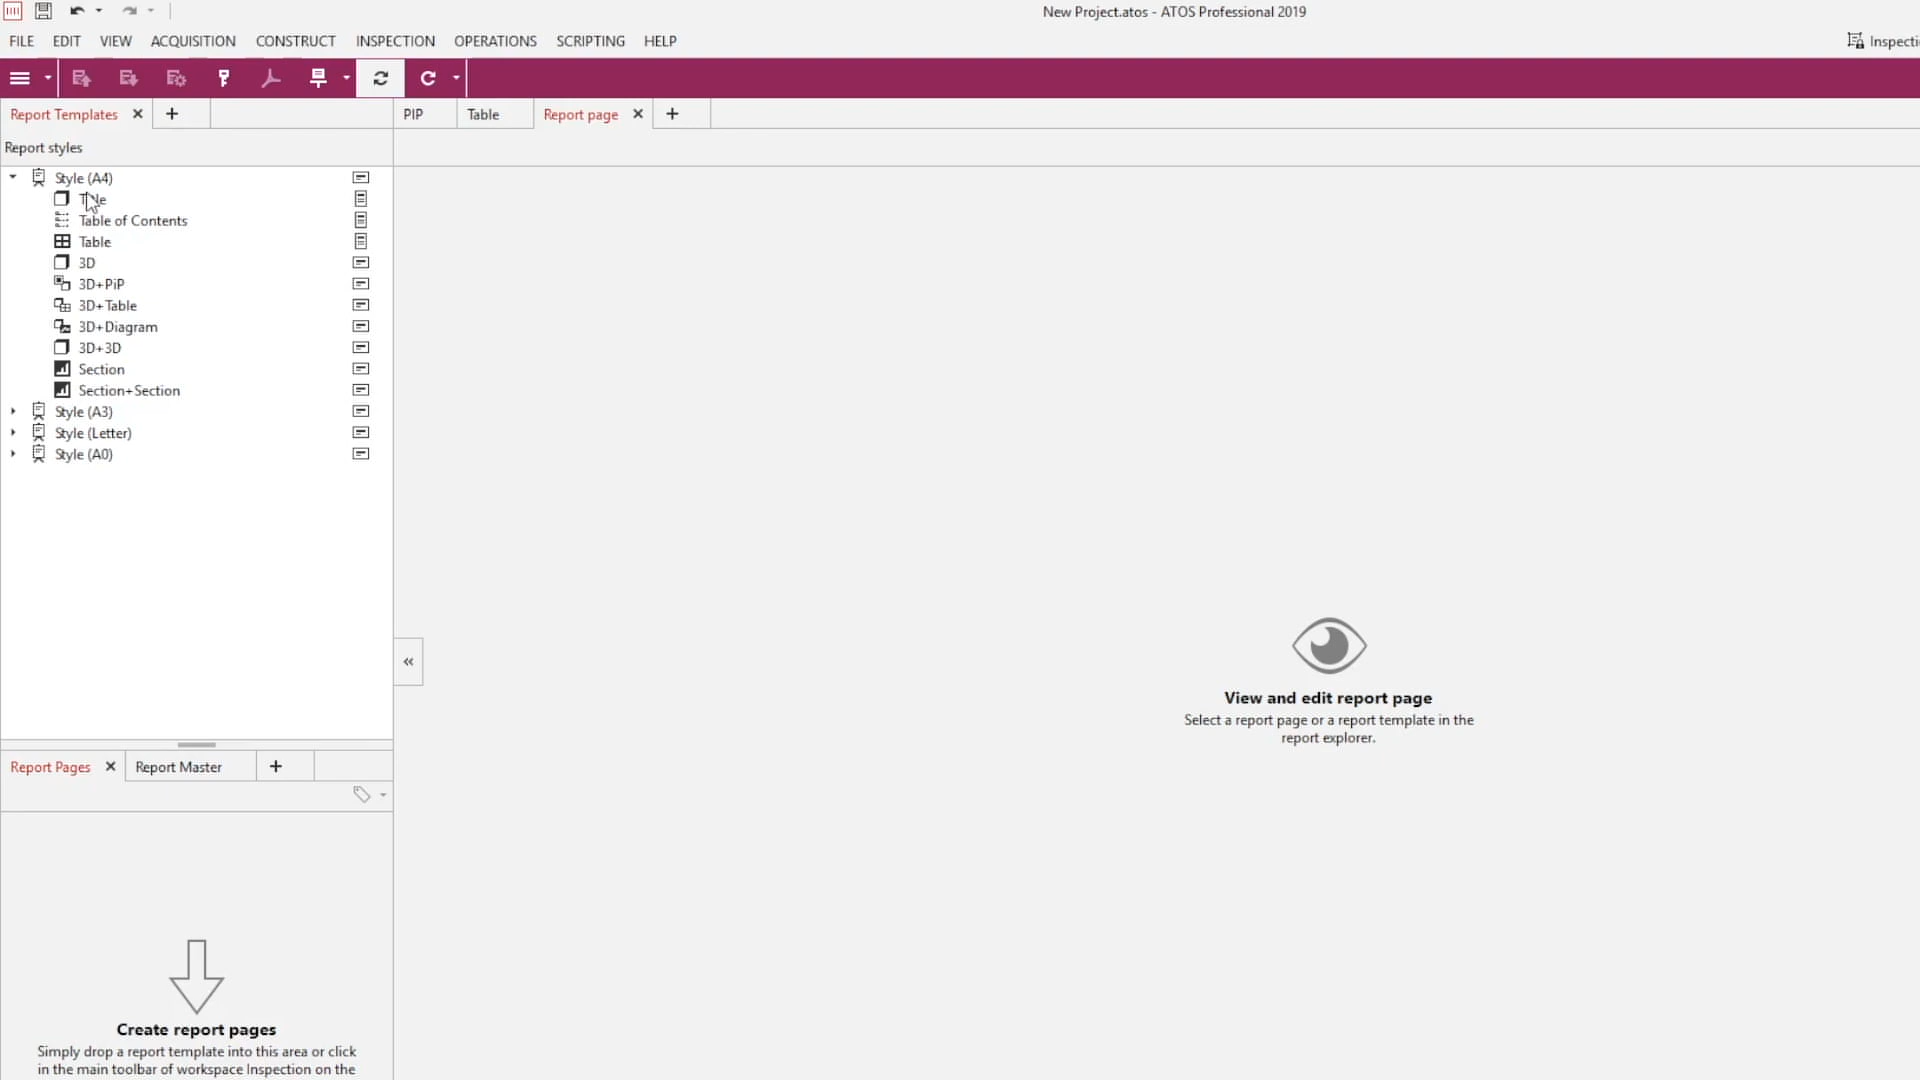 New Project.atos - ATOS Professional 2019
FILE EDIT VIEW ACQUISITION CONSTRUCT INSPECTION OPERATIONS SCRIPTING HELP
Inspecti
Report Templates
PIP Table Report page
Report styles
Style (A4)
Title
Table of Contents
Table
3D
3D+PiP
3D+Table
3D+Diagram
3D+3D
Section
Section+Section
Style (A3)
Style (Letter)
Style (A0)
View and edit report page
Select a report page or a report template in the
report explorer.
Report Pages Report Master
Create report pages
Simply drop a report template into this area or click
in the main toolbar of workspace Inspection on the